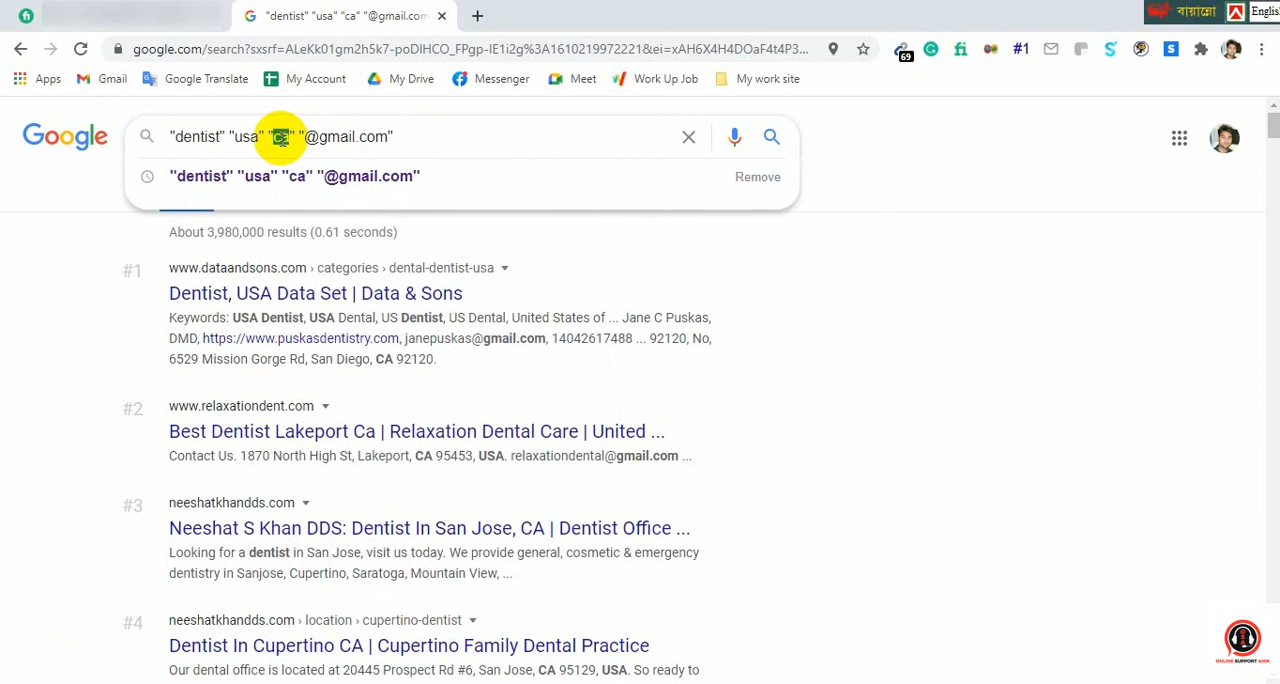 "dentist" "usa" "ca" "@gmail.com
বায়ান্নো
English
google.com/search?sxsrf=ALeKk01gm2h5k7-poDIHCO_FPgp-IE1i2g%3A1610219972221&ei=xAH6X4H4DOaF4t4P3...
69
#1
Apps
Gmail
Google Translate
My Account
My Drive
Messenger
Meet
Work Up Job
My work site
Google
"dentist" "usa" "ca" "@gmail.com"
"dentist" "usa" "ca" "@gmail.com"
Remove
About 3,980,000 results (0.61 seconds)
#1
www.dataandsons.com › categories › dental-dentist-usa
Dentist, USA Data Set | Data & Sons
Keywords: USA Dentist, USA Dental, US Dentist, US Dental, United States of ... Jane C Puskas,
DMD, https://www.puskasdentistry.com, janepuskas@gmail.com, 14042617488 ... 92120, No,
6529 Mission Gorge Rd, San Diego, CA 92120.
#2
www.relaxationdent.com
Best Dentist Lakeport Ca | Relaxation Dental Care | United ...
Contact Us. 1870 North High St, Lakeport, CA 95453, USA. relaxationdental@gmail.com ...
#3
neeshatkhandds.com
Neeshat S Khan DDS: Dentist In San Jose, CA | Dentist Office ...
Looking for a dentist in San Jose, visit us today. We provide general, cosmetic & emergency
dentistry in Sanjose, Cupertino, Saratoga, Mountain View, ...
#4
neeshatkhandds.com › location › cupertino-dentist
Dentist In Cupertino CA | Cupertino Family Dental Practice
Our dental office is located at 20445 Prospect Rd #6, San Jose, CA 95129, USA. So ready to
ONLINE SUPPORT ANIK